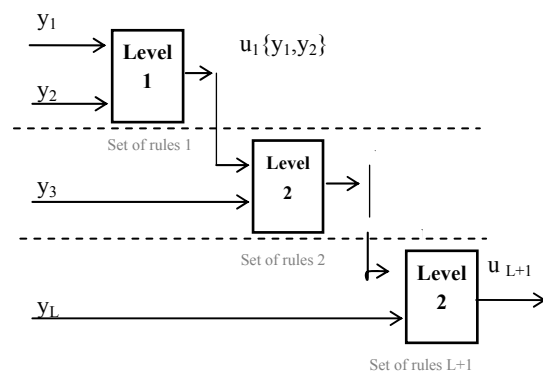 y1
u1{y1,y2}
Level
1
y2
Set of rules 1
Level
2
y3
Set of rules 2
Level
2
u L+1
yL
Set of rules L+1